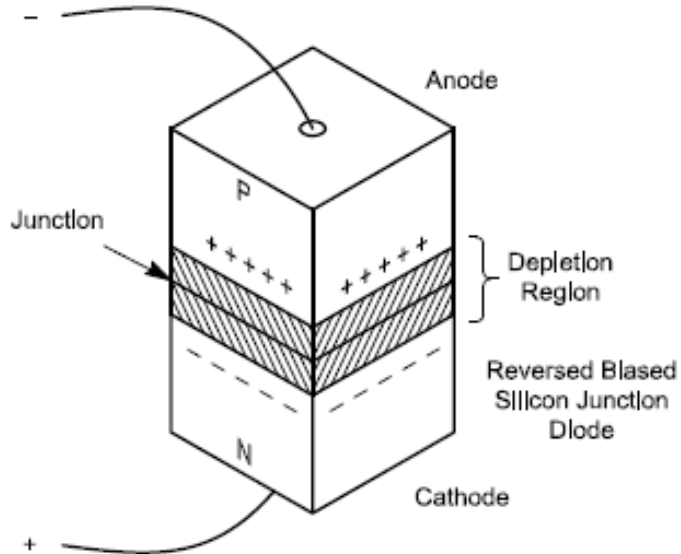 −
Anode
P
Junction
+ + + + + + + + + +
Depletion
Region
− − − − − − − − − −
Reversed Biased
Silicon Junction
Diode
N
Cathode
+